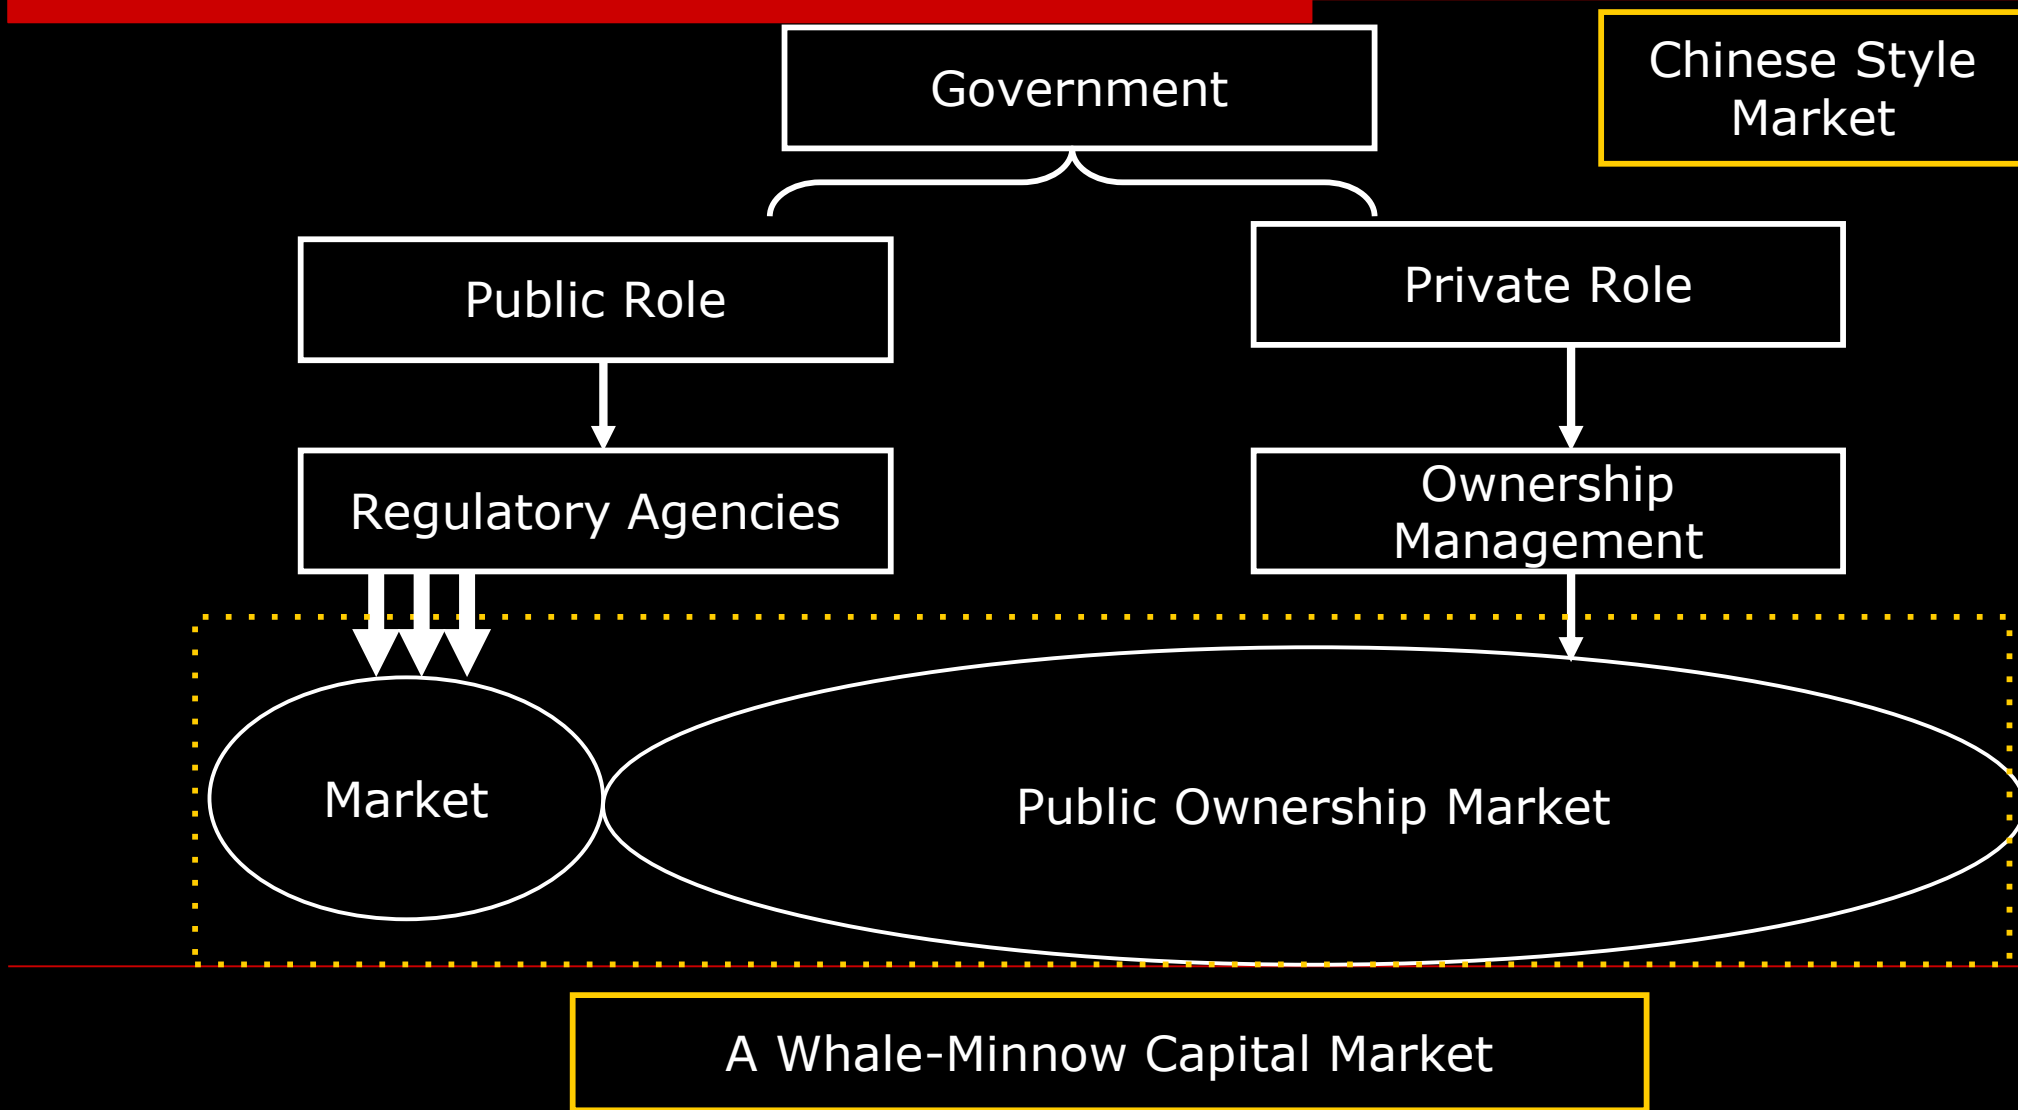 Government
Chinese Style
Market
Public Role
Private Role
Regulatory Agencies
Ownership
Management
Market
Public Ownership Market
A Whale-Minnow Capital Market